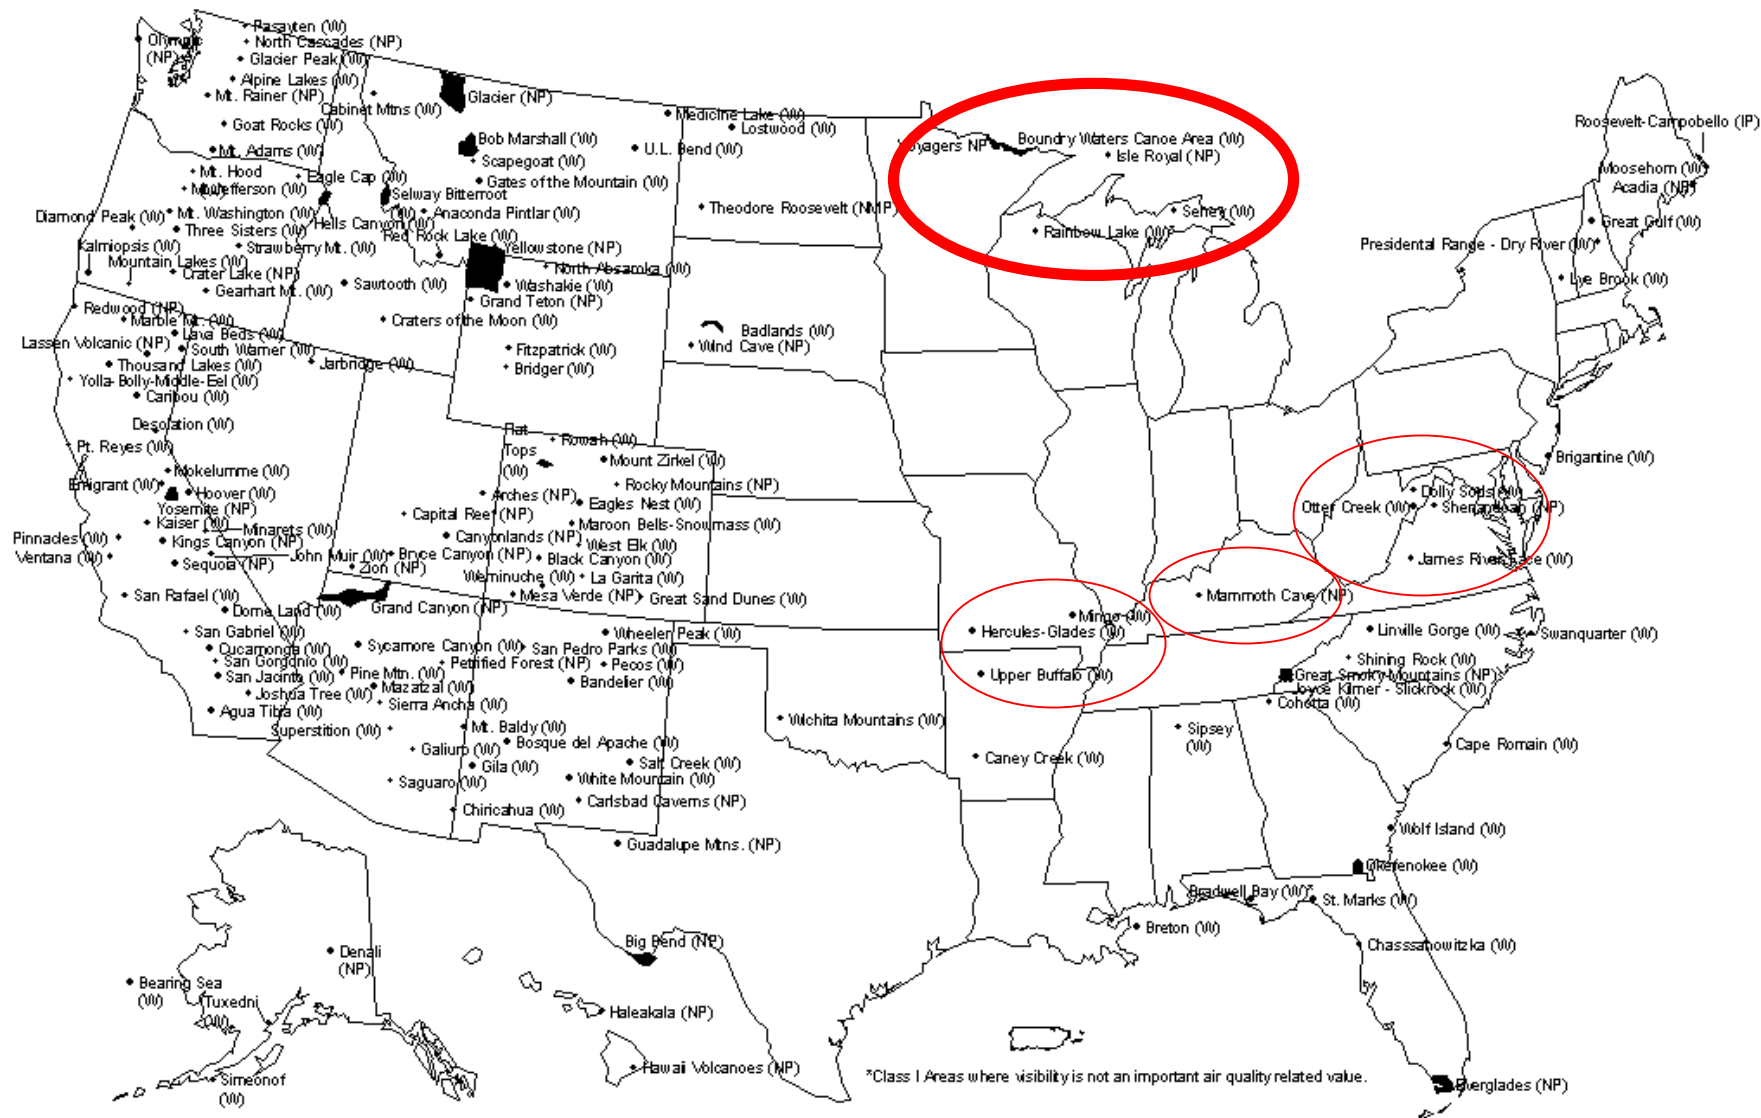 Pasayten (W)
North Cascades (NP)
Olympic
(NP)
Glacier Peak (W)
Alpine Lakes (W)
Mt. Rainer (NP)
Goat Rocks (W)
Mt. Adams (W)
Mt. Hood
Mt. Jefferson (W)
Diamond Peak (W)
Mt. Washington (W)
Three Sisters (W)
Kalmiopsis (W)
Strawberry Mt. (W)
Mountain Lakes (W)
Crater Lake (NP)
Gearhart Mt. (W)
Eagle Cap (W)
Hells Canyon (W)
Cabinet Mtns (W)
Glacier (NP)
Bob Marshall (W)
Scapegoat (W)
Gates of the Mountain (W)
Selway Bitterroot
(W)
Anaconda Pintlar (W)
Red Rock Lake (W)
Yellowstone (NP)
Medicine Lake (W)
Lostwood (W)
U.L. Bend (W)
Theodore Roosevelt (NMP)
North Absaroka (W)
Washakie (W)
Grand Teton (NP)
Sawtooth (W)
Craters of the Moon (W)
Fitzpatrick (W)
Bridger (W)
Jarbridge (W)
Badlands (W)
Wind Cave (NP)
Voyagers NP
Boundry Waters Canoe Area (W)
Isle Royal (NP)
Seney (W)
Rainbow Lake (W)*
Roosevelt-Campobello (IP)
Moosehorn (W)
Acadia (NP)
Great Gulf (W)
Presidental Range - Dry River (W)
Lye Brook (W)
Redwood (NP)
Marble Mt. (W)
Lava Beds (W)
Lassen Volcanic (NP)
South Warner (W)
Thousand Lakes (W)
Yolla-Bolly-Middle-Eel (W)
Caribou (W)
Desolation (W)
Pt. Reyes (W)
Mokelumme (W)
Emigrant (W)
Hoover (W)
Yosemite (NP)
Kaiser (W)
Minarets (W)
Pinnacles (W)
Kings Canyon (NP)
Ventana (W)
John Muir (W)
Sequoia (NP)
San Rafael (W)
Dome Land (W)
San Gabriel (W)
Cucamonga (W)
San Gorgonio (W)
San Jacinto (W)
Joshua Tree (W)
Agua Tibia (W)
Flat
Tops
(W)
Rowah (W)
Mount Zirkel (W)
Rocky Mountains (NP)
Arches (NP)
Eagles Nest (W)
Capital Reef (NP)
Maroon Bells-Snowmass (W)
Canyonlands (NP)
West Elk (W)
Bryce Canyon (NP)
Black Canyon (W)
Zion (NP)
Weminuche (W)
La Garita (W)
Mesa Verde (NP)
Great Sand Dunes (W)
Grand Canyon (NP)
Wheeler Peak (W)
Sycamore Canyon (W)
San Pedro Parks (W)
Petrified Forest (NP)
Pecos (W)
Pine Mtn. (W)
Bandelier (W)
Mazatzal (W)
Sierra Ancha (W)
Superstition (W)
Mt. Baldy (W)
Bosque del Apache (W)
Galiuro (W)
Gila (W)
Salt Creek (W)
Saguaro (W)
White Mountain (W)
Carlsbad Caverns (NP)
Chiricahua (W)
Guadalupe Mtns. (NP)
Big Bend (NP)
Wichita Mountains (W)
Mingo (W)
Hercules-Glades (W)
Upper Buffalo (W)
Caney Creek (W)
Mammoth Cave (NP)
Dolly Sods (W)
Otter Creek (W)
Shenandoah (NP)
James River Face (W)
Brigantine (W)
Linville Gorge (W)
Swanquarter (W)
Shining Rock (W)
Great Smoky Mountains (NP)
Joyce Kilmer - Slickrock (W)
Cohotta (W)
Sipsey
(W)
Cape Romain (W)
Wolf Island (W)
Okefenokee (W)
Bradwell Bay (W)*
St. Marks (W)
Breton (W)
Chasssahowitzka (W)
Everglades (NP)
Denali
(NP)
Bearing Sea
(W)
Tuxedni
(W)
Simeonof
(W)
Haleakala (NP)
Hawaii Volcanoes (NP)
*Class I Areas where visibility is not an important air quality related value.